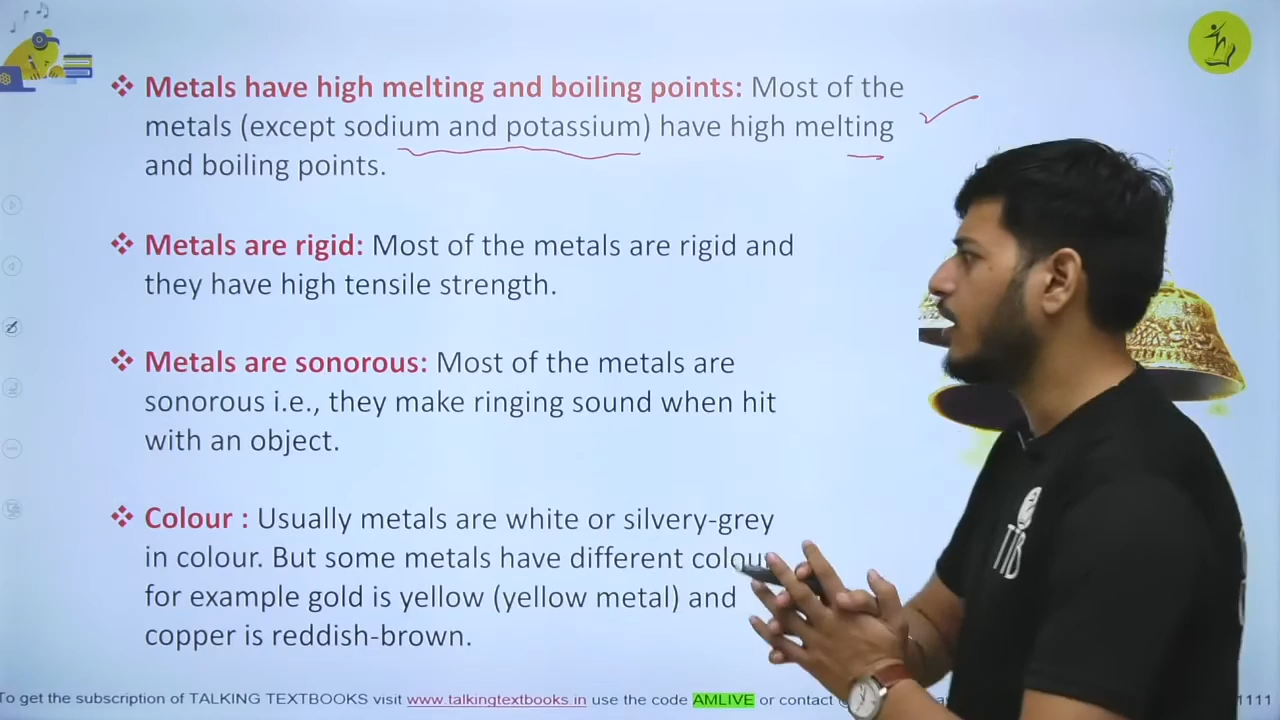 ❖ Metals have high melting and boiling points: Most of the
metals (except sodium and potassium) have high melting
and boiling points.
❖ Metals are rigid: Most of the metals are rigid and
they have high tensile strength.
❖ Metals are sonorous: Most of the metals are
sonorous i.e., they make ringing sound when hit
with an object.
❖ Colour : Usually metals are white or silvery-grey
in colour. But some metals have different
for example gold is yellow (yellow metal) and
copper is reddish-brown.
TTB
To get the subscription of TALKING TEXTBOOKS visit www.talkingtextbooks.in use the code AMLIVE or contact 1111